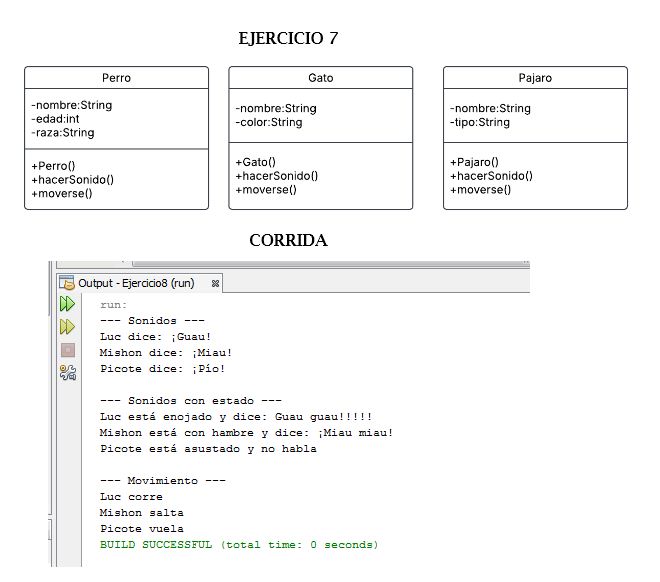 EJERCICIO 7
Perro
-nombre:String
-edad:int
-raza:String
+Perro()
+hacerSonido()
+moverse()
Gato
-nombre:String
-color:String
+Gato()
+hacerSonido()
+moverse()
Pajaro
-nombre:String
-tipo:String
+Pajaro()
+hacerSonido()
+moverse()
CORRIDA
Output - Ejercicio8 (run)
run:
--- Sonidos ---
Luc dice: ¡Guau!
Mishon dice: ¡Miau!
Picote dice: ¡Pío!
--- Sonidos con estado ---
Luc está enojado y dice: Guau guau!!!!!
Mishon está con hambre y dice: ¡Miau miau!
Picote está asustado y no habla
--- Movimiento ---
Luc corre
Mishon salta
Picote vuela
BUILD SUCCESSFUL (total time: 0 seconds)